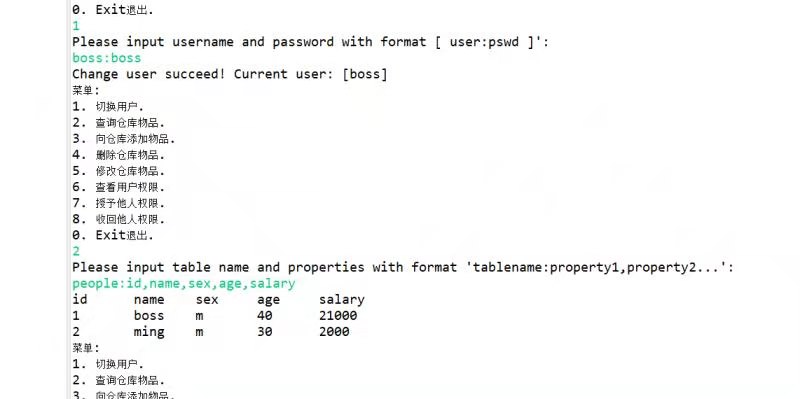 0. Exit退出.
1
Please input username and password with format [ user:pswd ]':
boss:boss
Change user succeed! Current user: [boss]
菜单:
1. 切换用户.
2. 查询仓库物品.
3. 向仓库添加物品.
4. 删除仓库物品.
5. 修改仓库物品.
6. 查看用户权限.
7. 授予他人权限.
8. 收回他人权限.
0. Exit退出.
2
Please input table name and properties with format 'tablename:property1,property2...':
people:id,name,sex,age,salary
id name sex age salary
1 boss m 40 21000
2 ming m 30 2000
菜单:
1. 切换用户.
2. 查询仓库物品.
3. 向仓库添加物品.